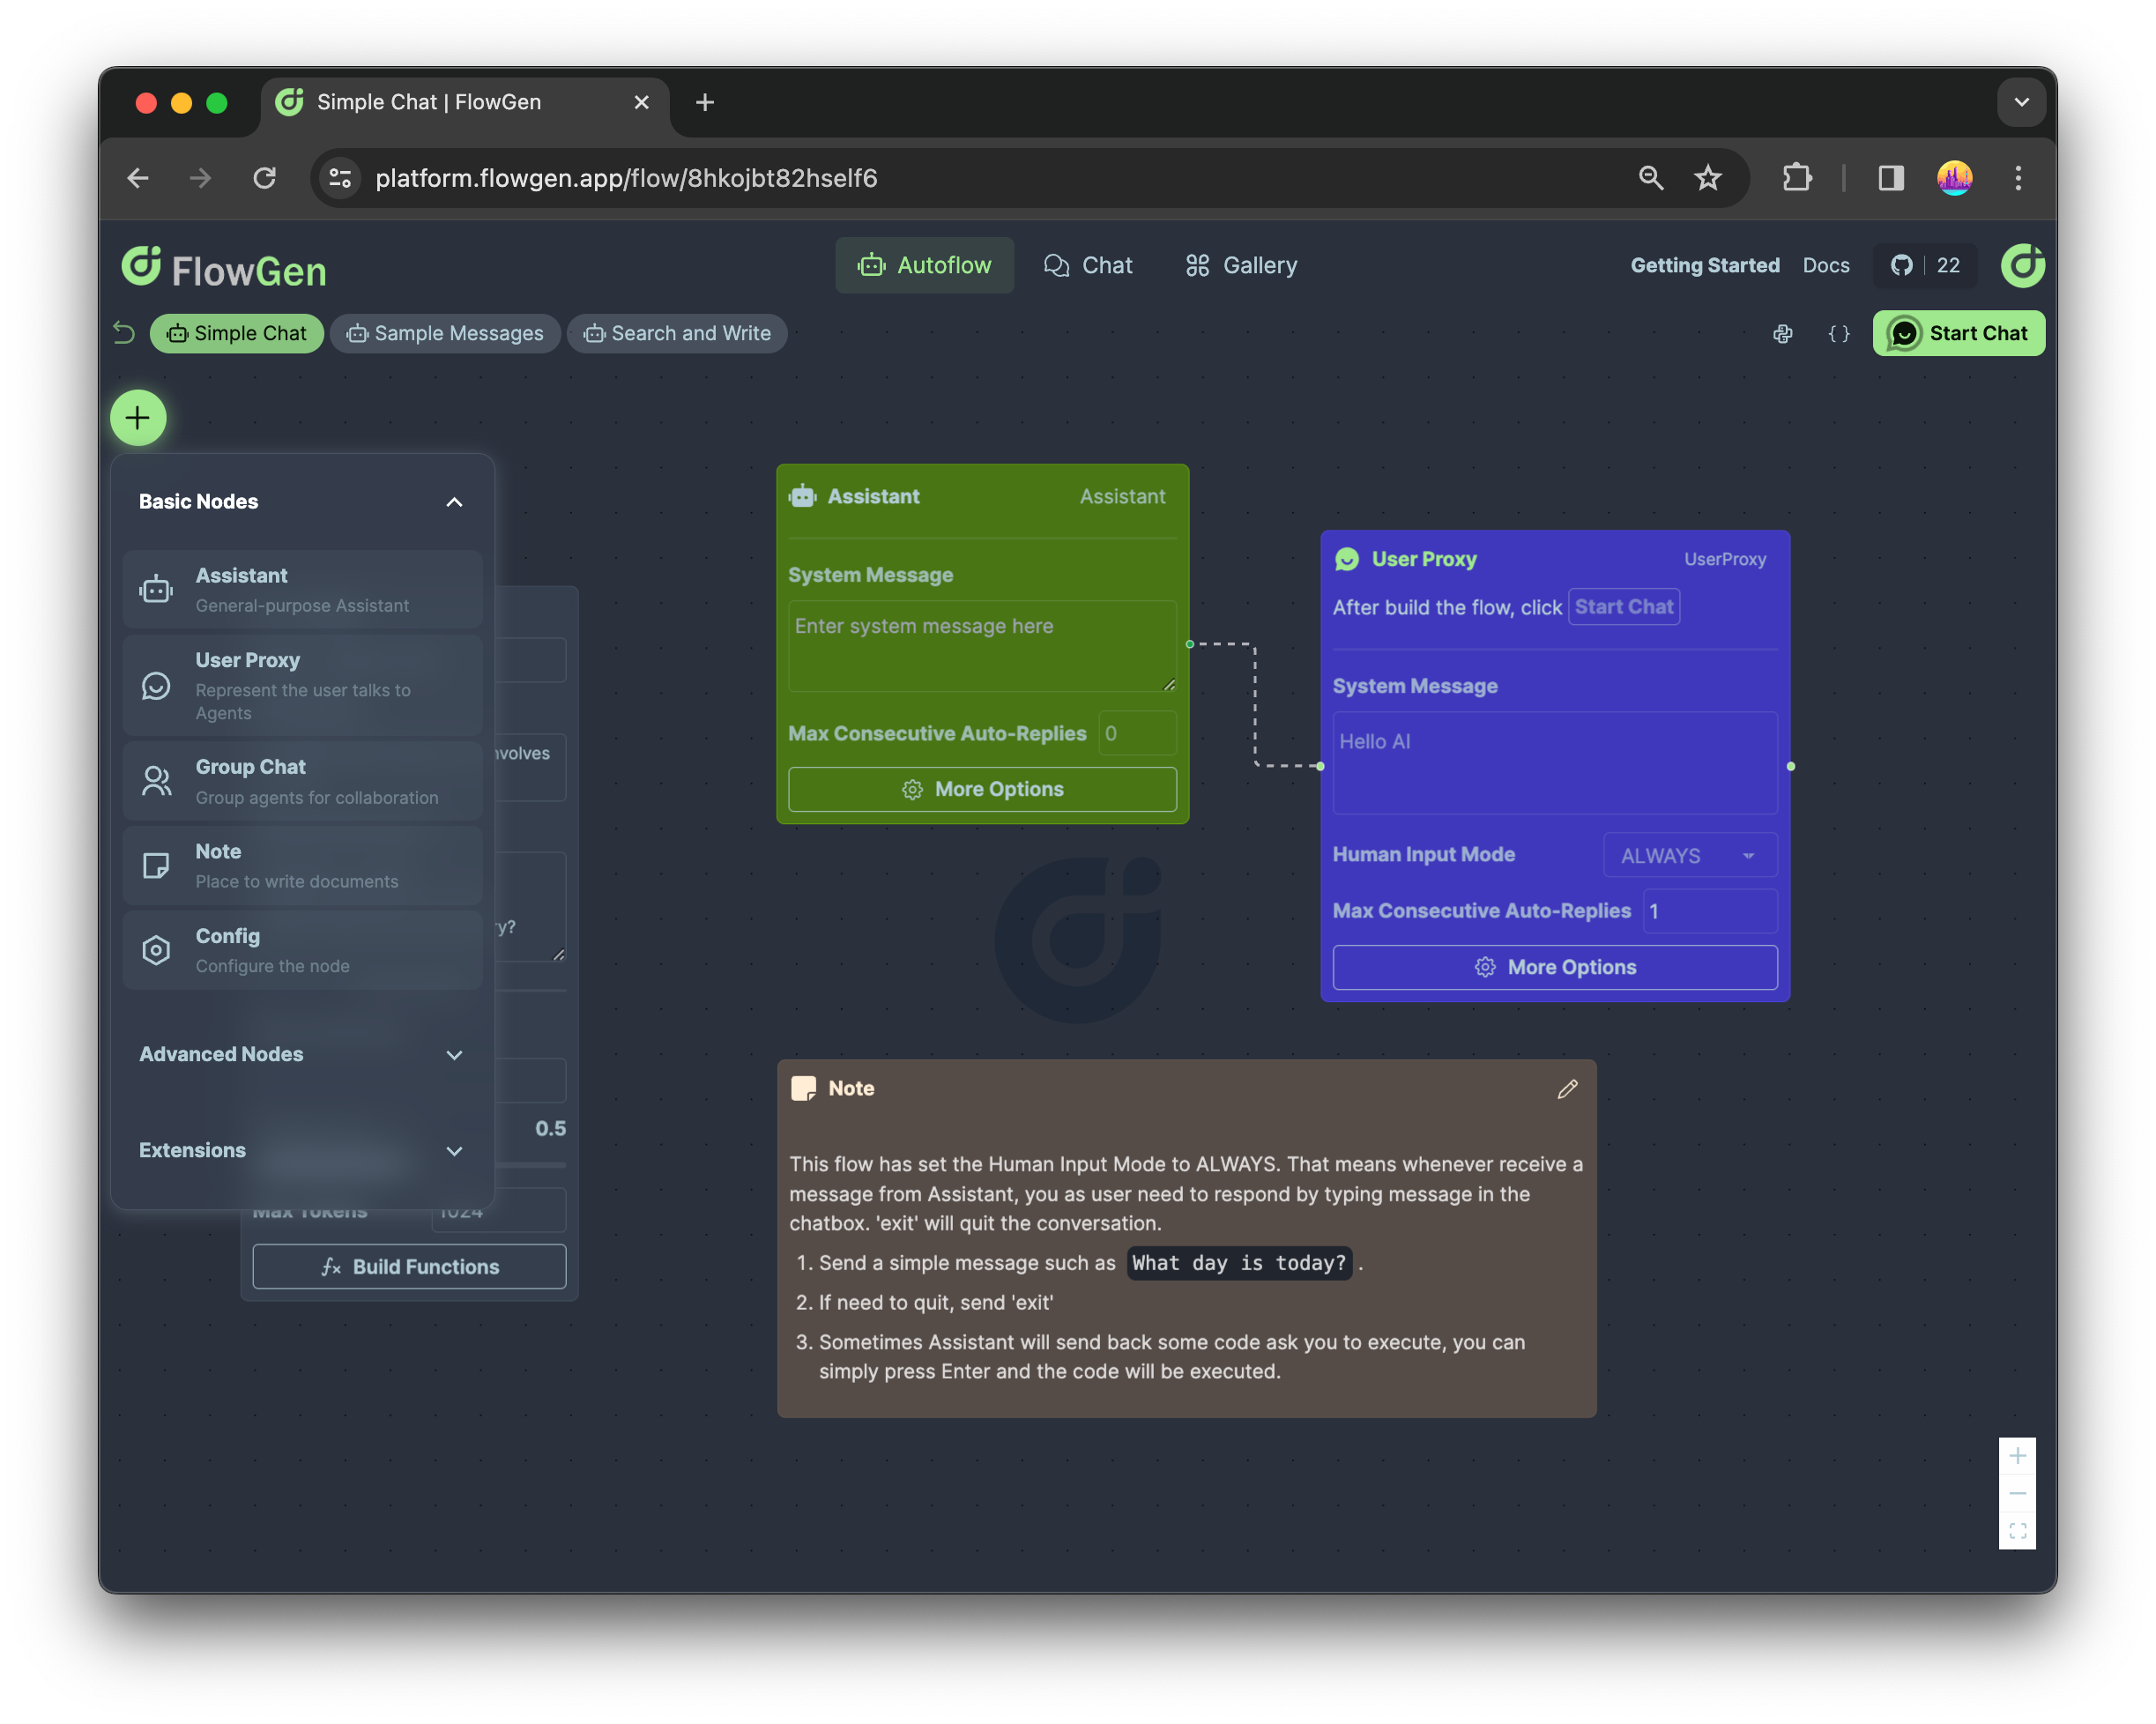 Simple Chat | FlowGen
platform.flowgen.app/flow/8hkojbt82hself6
FlowGen
Autoflow
Chat
Gallery
Getting Started
Docs
22
Simple Chat
Sample Messages
Search and Write
{ }
Start Chat
Basic Nodes
Assistant
General-purpose Assistant
User Proxy
Represent the user talks to
Agents
Group Chat
Group agents for collaboration
Note
Place to write documents
Config
Configure the node
Advanced Nodes
Extensions
0.5
Max Tokens
1024
Build Functions
Assistant
Assistant
System Message
Enter system message here
Max Consecutive Auto-Replies
0
More Options
User Proxy
UserProxy
After build the flow, click Start Chat
System Message
Hello AI
Human Input Mode
ALWAYS
Max Consecutive Auto-Replies
1
More Options
Note
This flow has set the Human Input Mode to ALWAYS. That means whenever receive a
message from Assistant, you as user need to respond by typing message in the
chatbox. 'exit' will quit the conversation.
1. Send a simple message such as What day is today? .
2. If need to quit, send 'exit'
3. Sometimes Assistant will send back some code ask you to execute, you can
simply press Enter and the code will be executed.